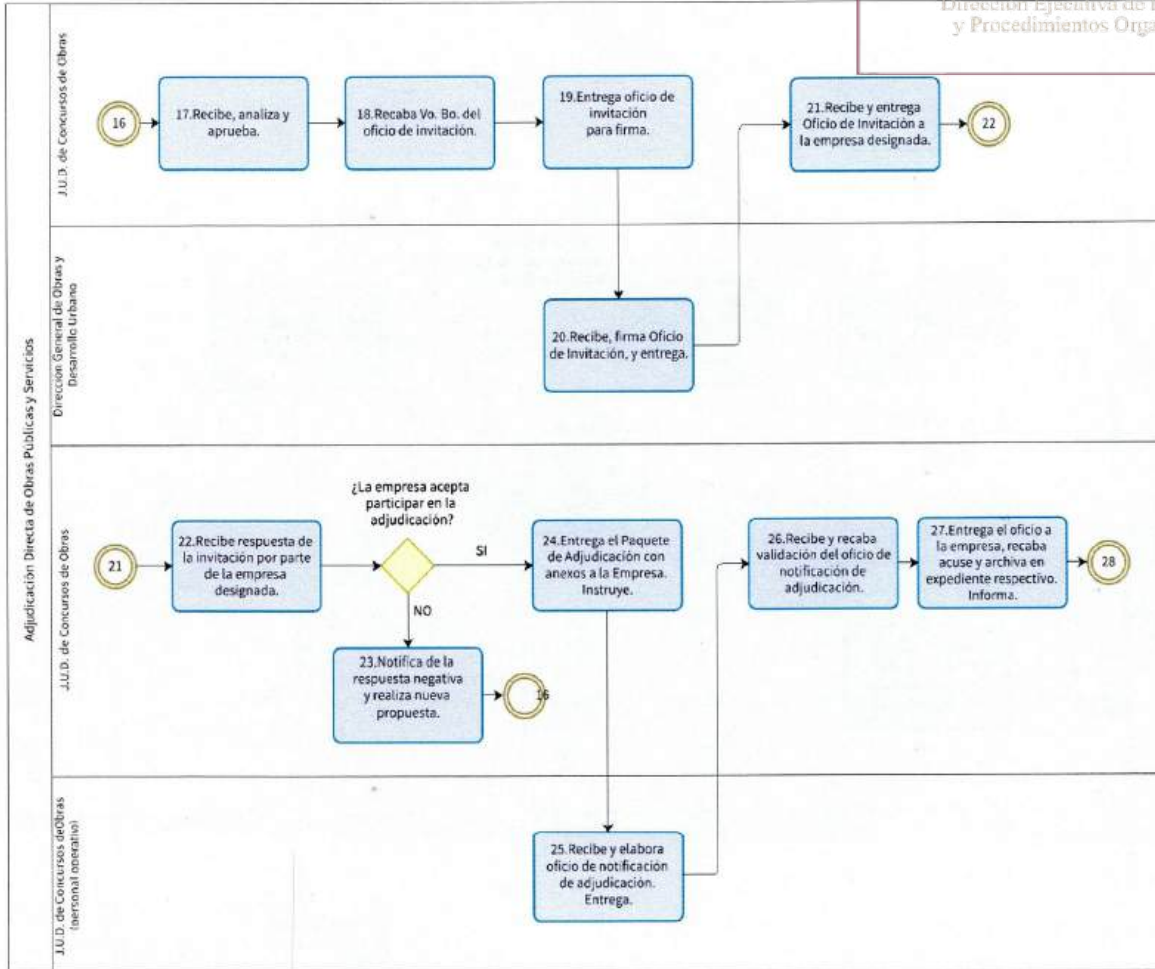 Dirección Ejecutiva de
y Procedimientos Orga
Adjudicación Directa de Obras Públicas y Servicios
J.U.D. de Concursos de Obras
16
17.Recibe, analiza y
aprueba.
18.Recaba Vo. Bo. del
oficio de invitación.
19.Entrega oficio de
invitación
para firma.
21.Recibe y entrega
Oficio de Invitación a
la empresa designada.
22
Dirección General de Obras y
Desarrollo Urbano
20.Recibe, firma Oficio
de Invitación, y entrega.
J.U.D. de Concursos de Obras
21
22.Recibe respuesta de
la invitación por parte
de la empresa
designada.
¿La empresa acepta
participar en la
adjudicación?
SI
NO
23.Notifica de la
respuesta negativa
y realiza nueva
propuesta.
16
24.Entrega el Paquete
de Adjudicación con
anexos a la Empresa.
Instruye.
26.Recibe y recaba
validación del oficio de
notificación de
adjudicación.
27.Entrega el oficio a
la empresa, recaba
acuse y archiva en
expediente respectivo.
Informa.
28
J.U.D. de Concursos deObras
(personal operativo)
25.Recibe y elabora
oficio de notificación
de adjudicación.
Entrega.